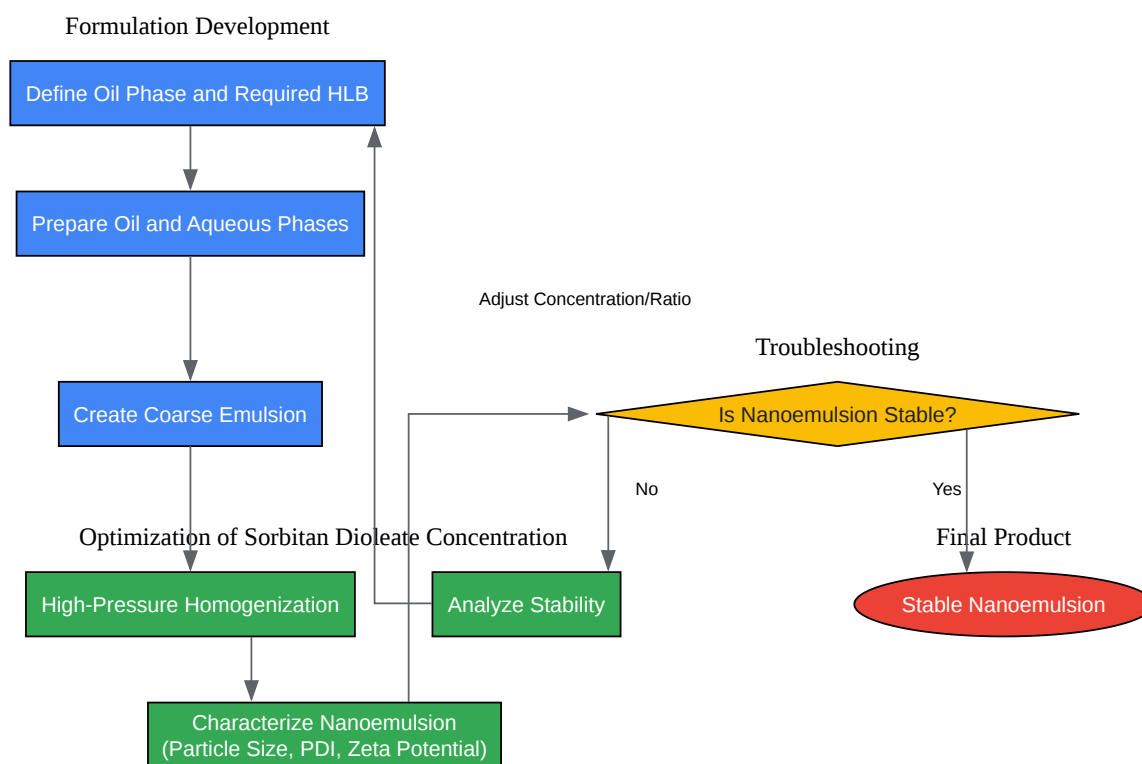 Formulation Development
Define Oil Phase and Required HLB
Prepare Oil and Aqueous Phases
Adjust Concentration/Ratio
Troubleshooting
Create Coarse Emulsion
Is Nanoemulsion Stable?
No
Yes
Optimization of Sorbitan Dioleate Concentration
Final Product
High-Pressure Homogenization
Analyze Stability
Stable Nanoemulsion
Characterize Nanoemulsion
(Particle Size, PDI, Zeta Potential)